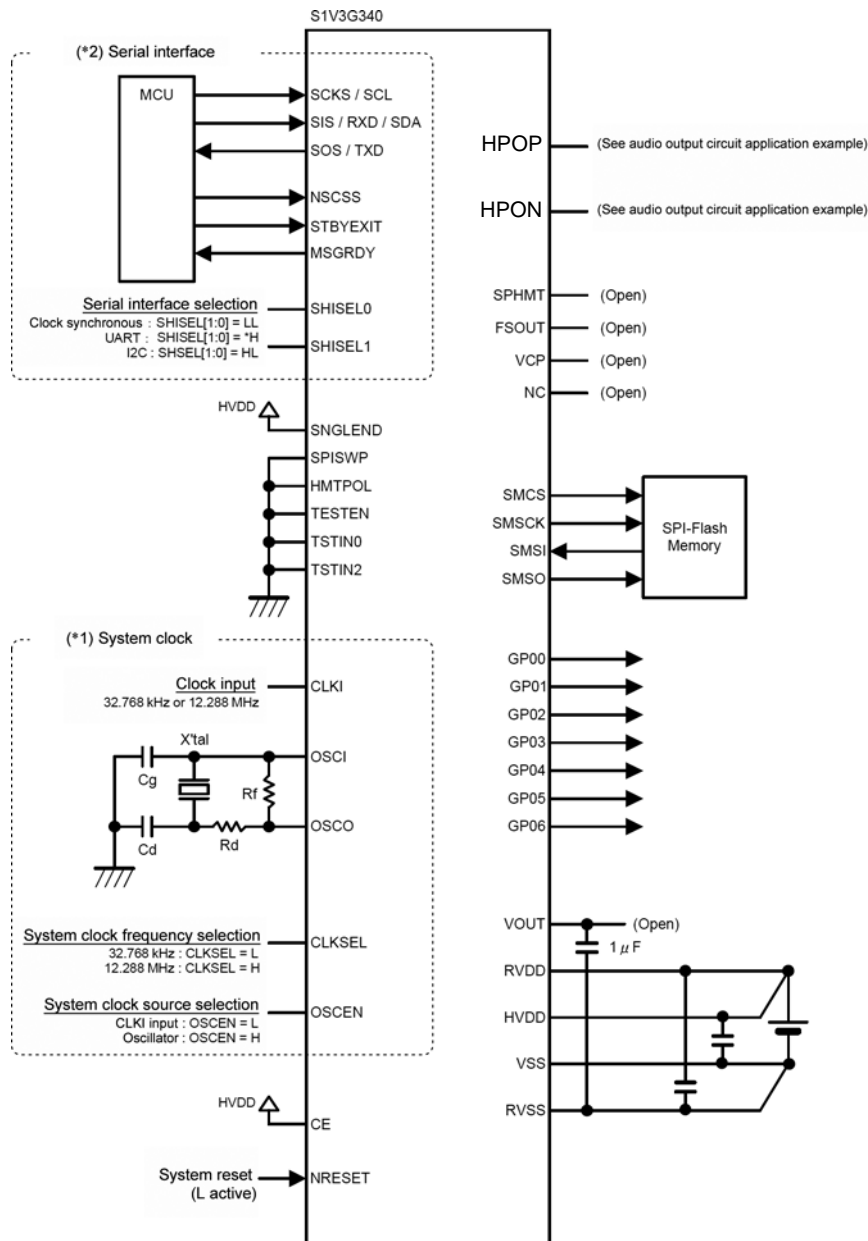 S1V3G340
(*2) Serial interface
MCU
SCKS / SCL
SIS / RXD / SDA
SOS / TXD
NSCSS
STBYEXIT
MSGRDY
Serial interface selection
Clock synchronous : SHISEL[1:0] = LL
UART : SHISEL[1:0] = *H
I2C : SHSEL[1:0] = HL
SHISEL0
SHISEL1
HVDD
SNGLEND
SPISWP
HMTPOL
TESTEN
TSTIN0
TSTIN2
(*1) System clock
Clock input
32.768 kHz or 12.288 MHz
CLKI
X'tal
OSCI
Cg
Rf
OSCO
Cd
Rd
System clock frequency selection
32.768 kHz : CLKSEL = L
12.288 MHz : CLKSEL = H
CLKSEL
System clock source selection
CLKI input : OSCEN = L
Oscillator : OSCEN = H
OSCEN
HVDD
CE
System reset
(L active)
NRESET
HPOP
(See audio output circuit application example)
HPON
(See audio output circuit application example)
SPHMT
(Open)
FSOUT
(Open)
VCP
(Open)
NC
(Open)
SMCS
SMSCK
SMSI
SMSO
SPI-Flash
Memory
GP00
GP01
GP02
GP03
GP04
GP05
GP06
VOUT
(Open)
1 μ F
RVDD
HVDD
VSS
RVSS